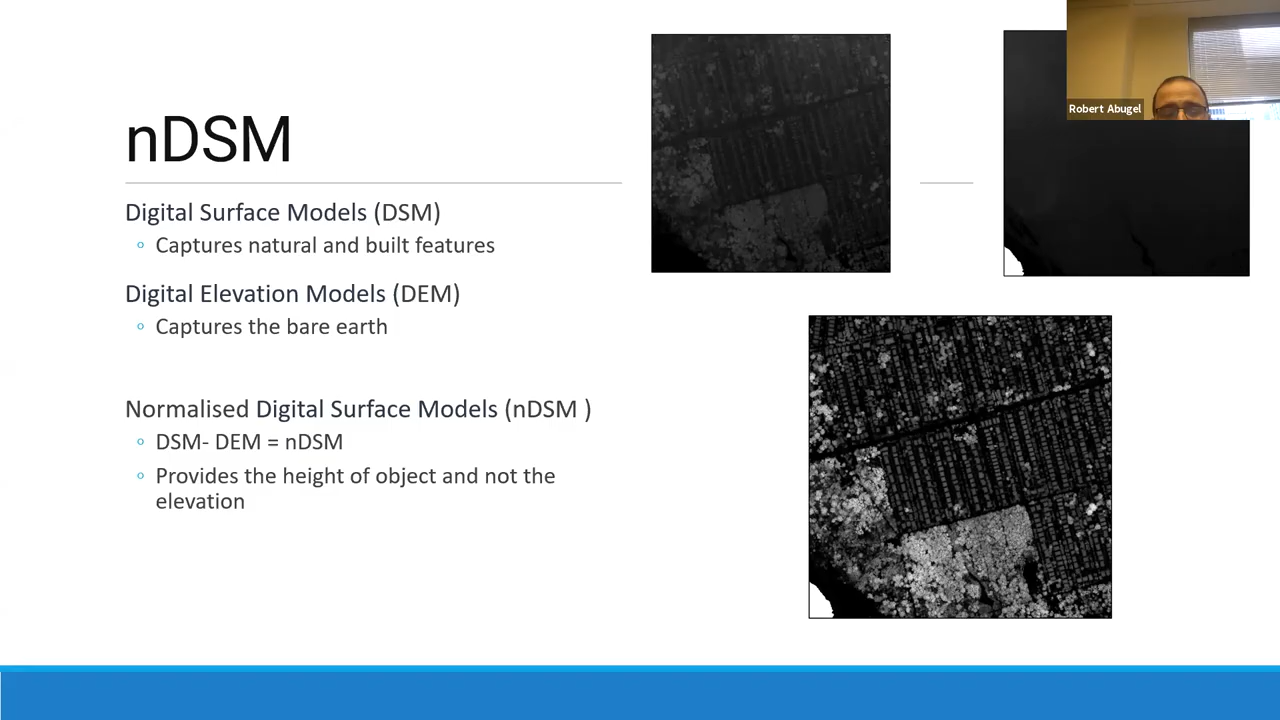 nDSM
Digital Surface Models (DSM)
◦ Captures natural and built features
Digital Elevation Models (DEM)
◦ Captures the bare earth
Normalised Digital Surface Models (nDSM )
◦ DSM- DEM = nDSM
◦ Provides the height of object and not the
elevation
Robert Abugel